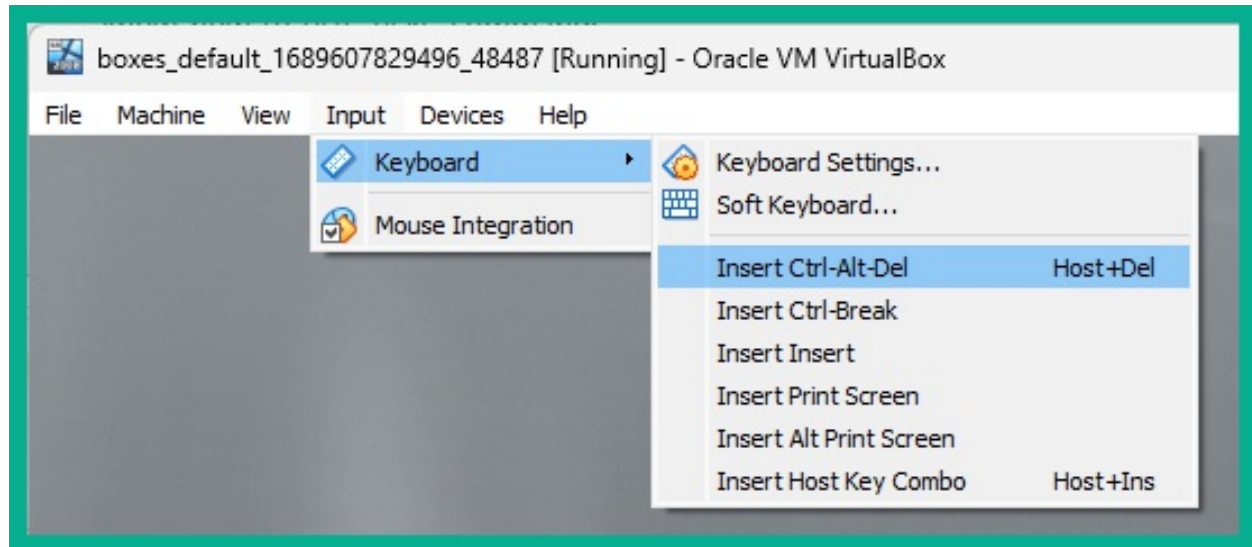 boxes_default_1689607829496_48487 [Running] - Oracle VM VirtualBox
File Machine View Input Devices Help
Keyboard
Mouse Integration
Keyboard Settings...
Soft Keyboard...
Insert Ctrl-Alt-Del Host+Del
Insert Ctrl-Break
Insert Insert
Insert Print Screen
Insert Alt Print Screen
Insert Host Key Combo Host+Ins